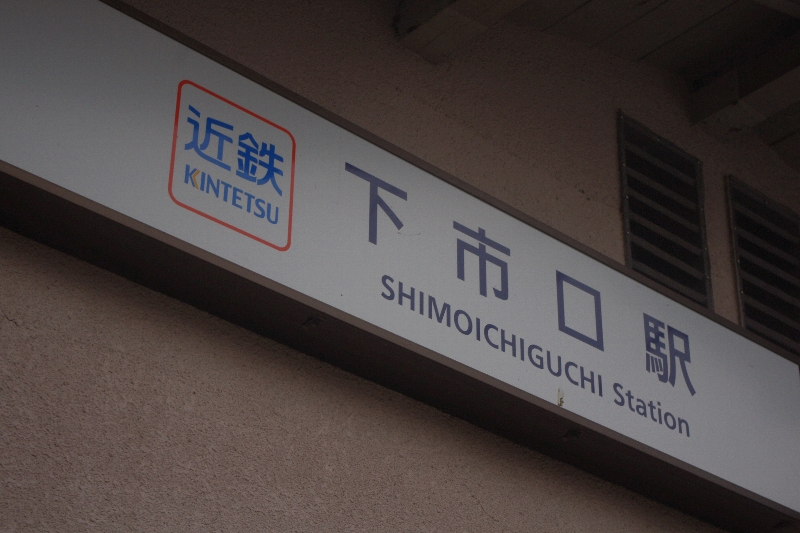 近鉄
KINTETSU
下市口駅
SHIMOICHIGUCHI Station